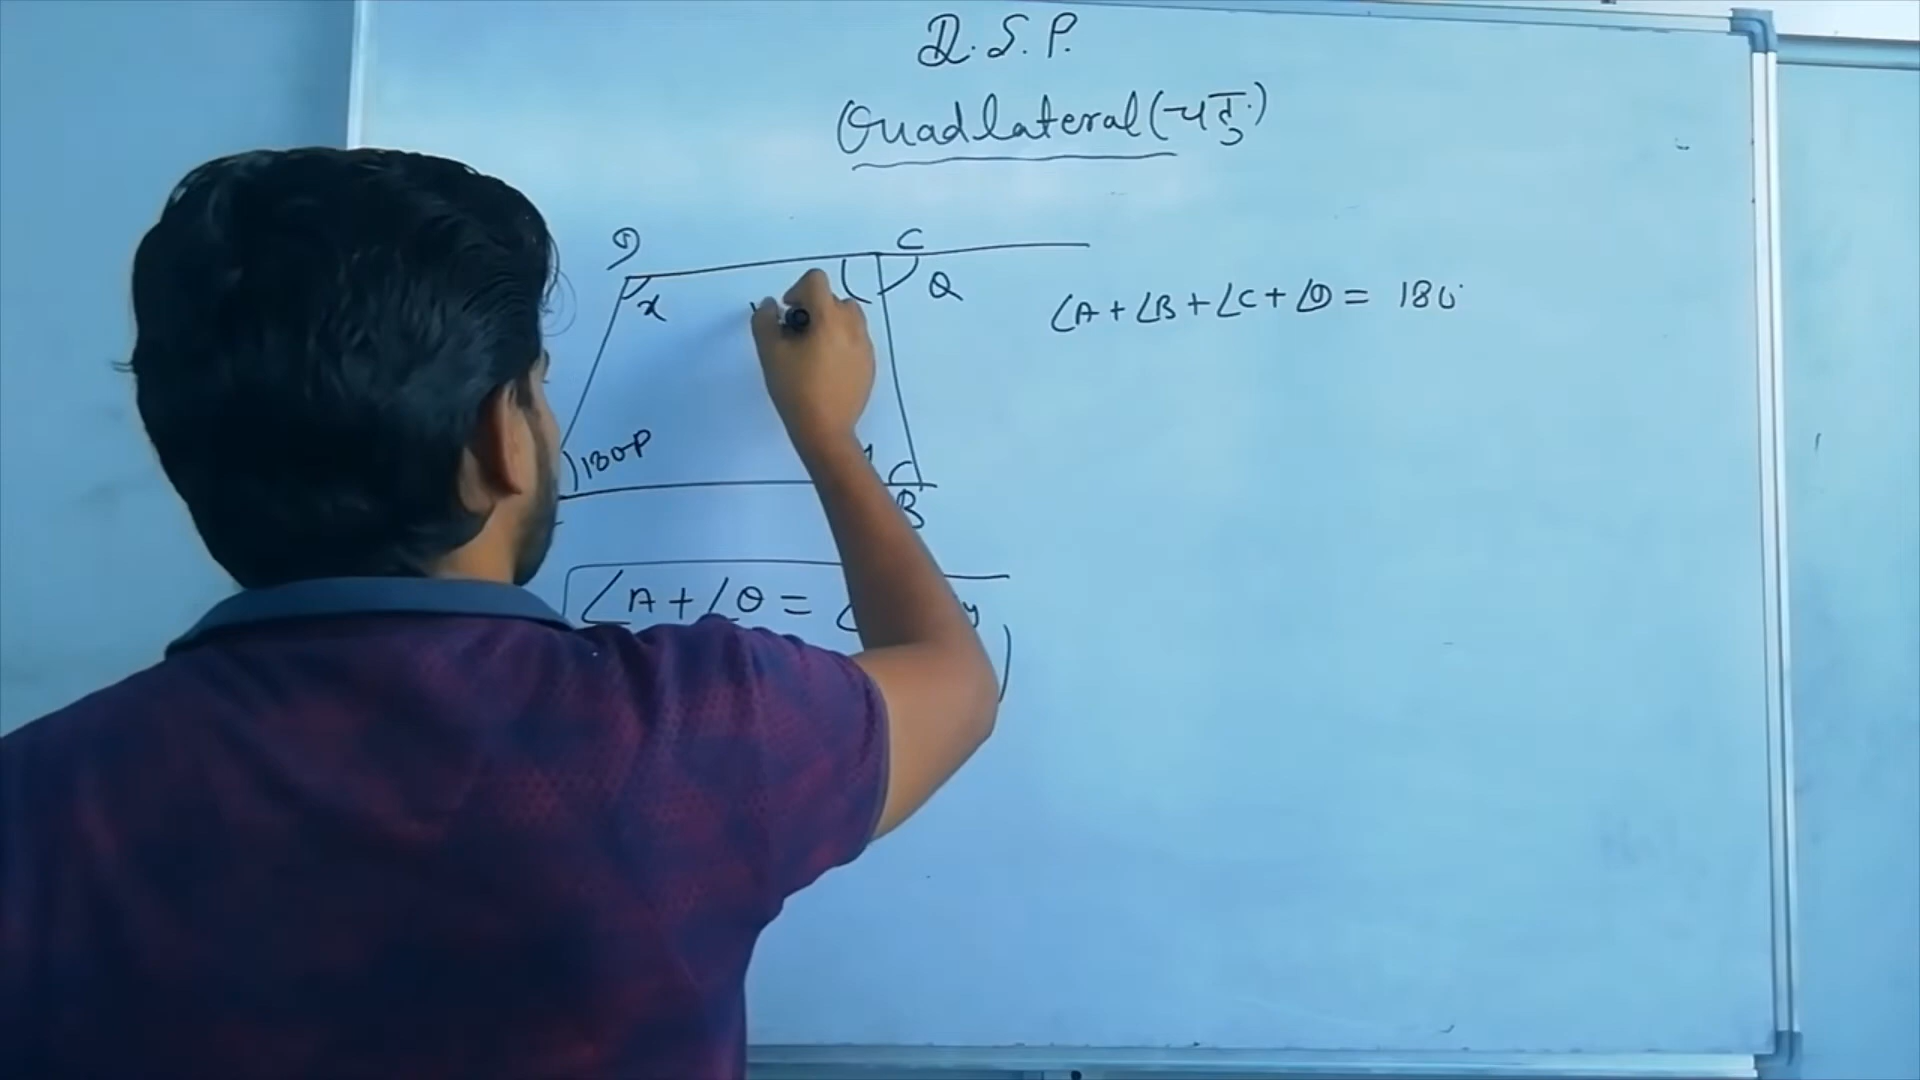 D.S.P.
Quadlateral (चतु.)
D C
x Q
∠A + ∠B + ∠C + ∠D = 180°
180-P
B
∠A + ∠Q = ∠ y